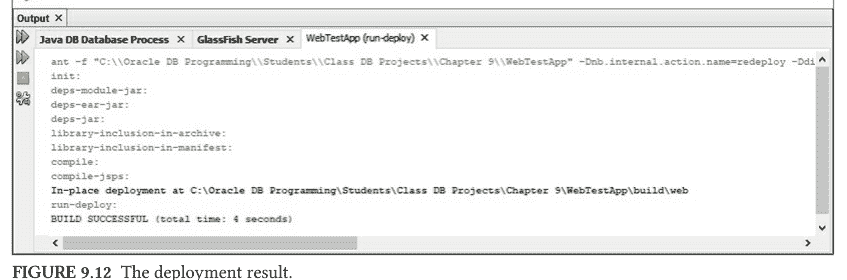 Output ×
Java DB Database Process × GlassFish Server × WebTestApp (run-deploy) ×
ant -f "C:\\Oracle DB Programming\\Students\\Class DB Projects\\Chapter 9\\WebTestApp" -Dnb.internal.action.name=redeploy -Ddi
init:
deps-module-jar:
deps-ear-jar:
deps-jar:
library-inclusion-in-archive:
library-inclusion-in-manifest:
compile:
compile-jsps:
In-place deployment at C:\Oracle DB Programming\Students\Class DB Projects\Chapter 9\WebTestApp\build\web
run-deploy:
BUILD SUCCESSFUL (total time: 4 seconds)
FIGURE 9.12 The deployment result.